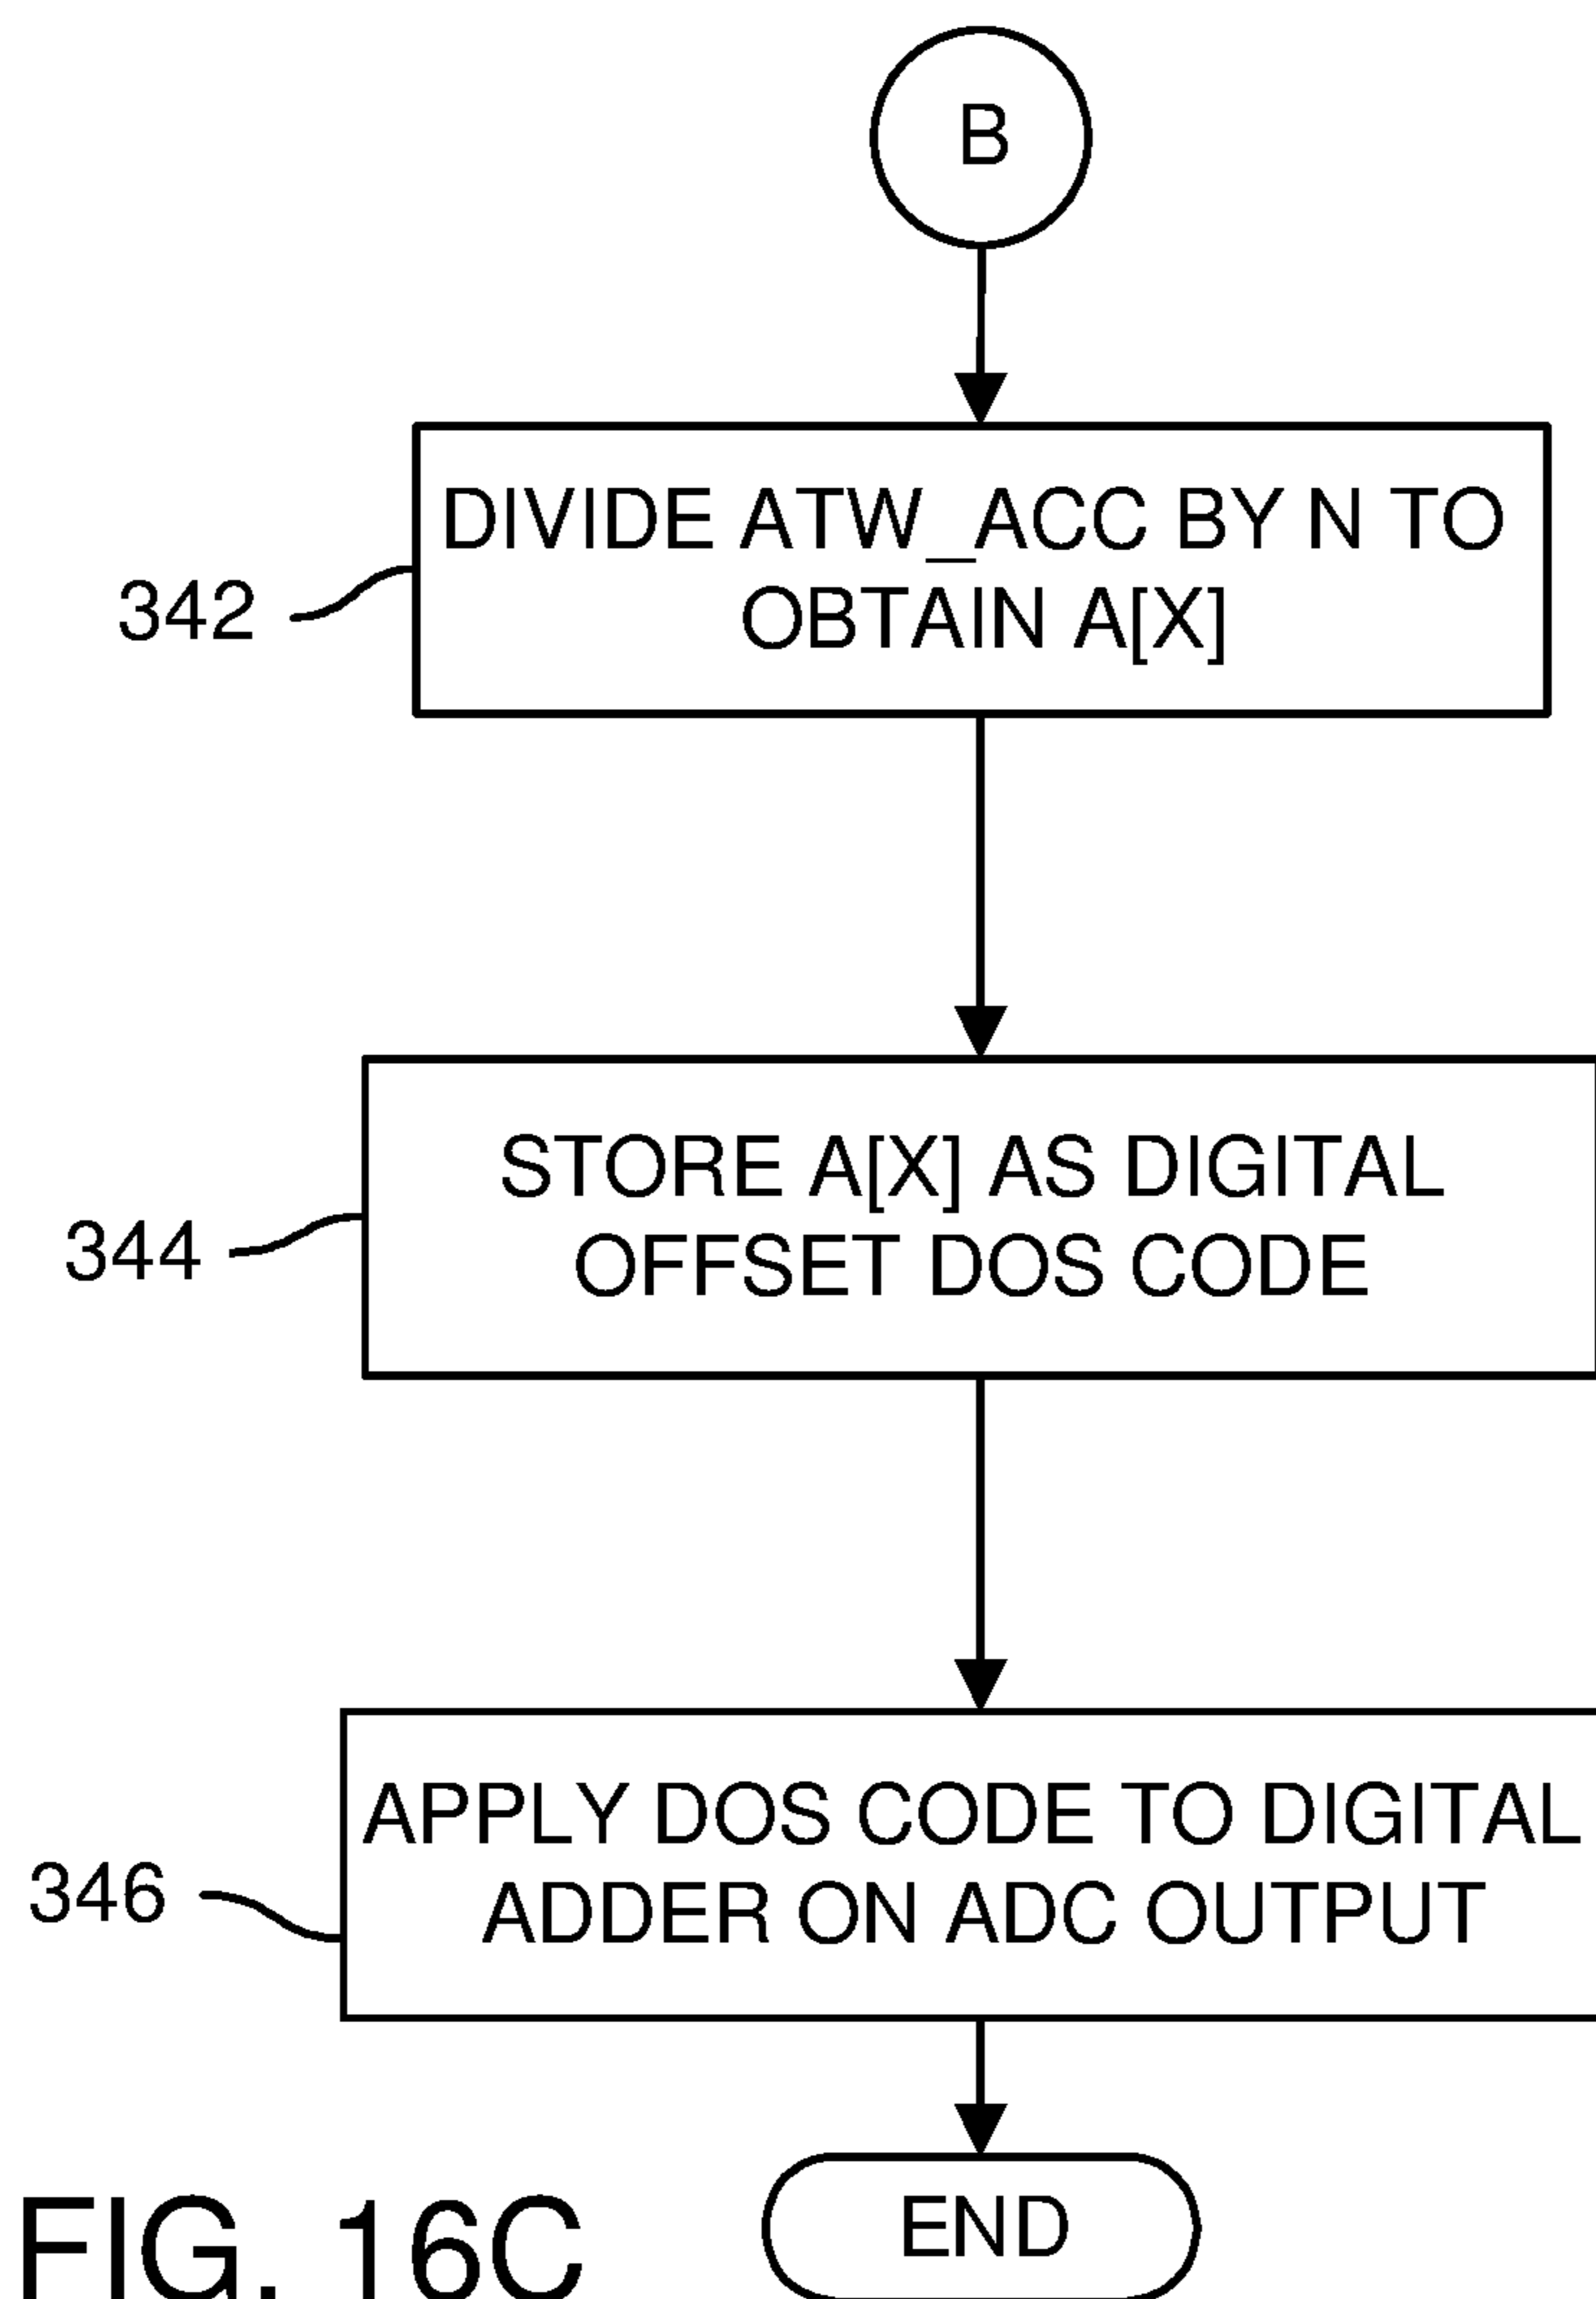 B
DIVIDE ATW_ACC BY N TO
OBTAIN A[X]
342
STORE A[X] AS DIGITAL
OFFSET DOS CODE
344
APPLY DOS CODE TO DIGITAL
ADDER ON ADC OUTPUT
346
END
FIG. 16C